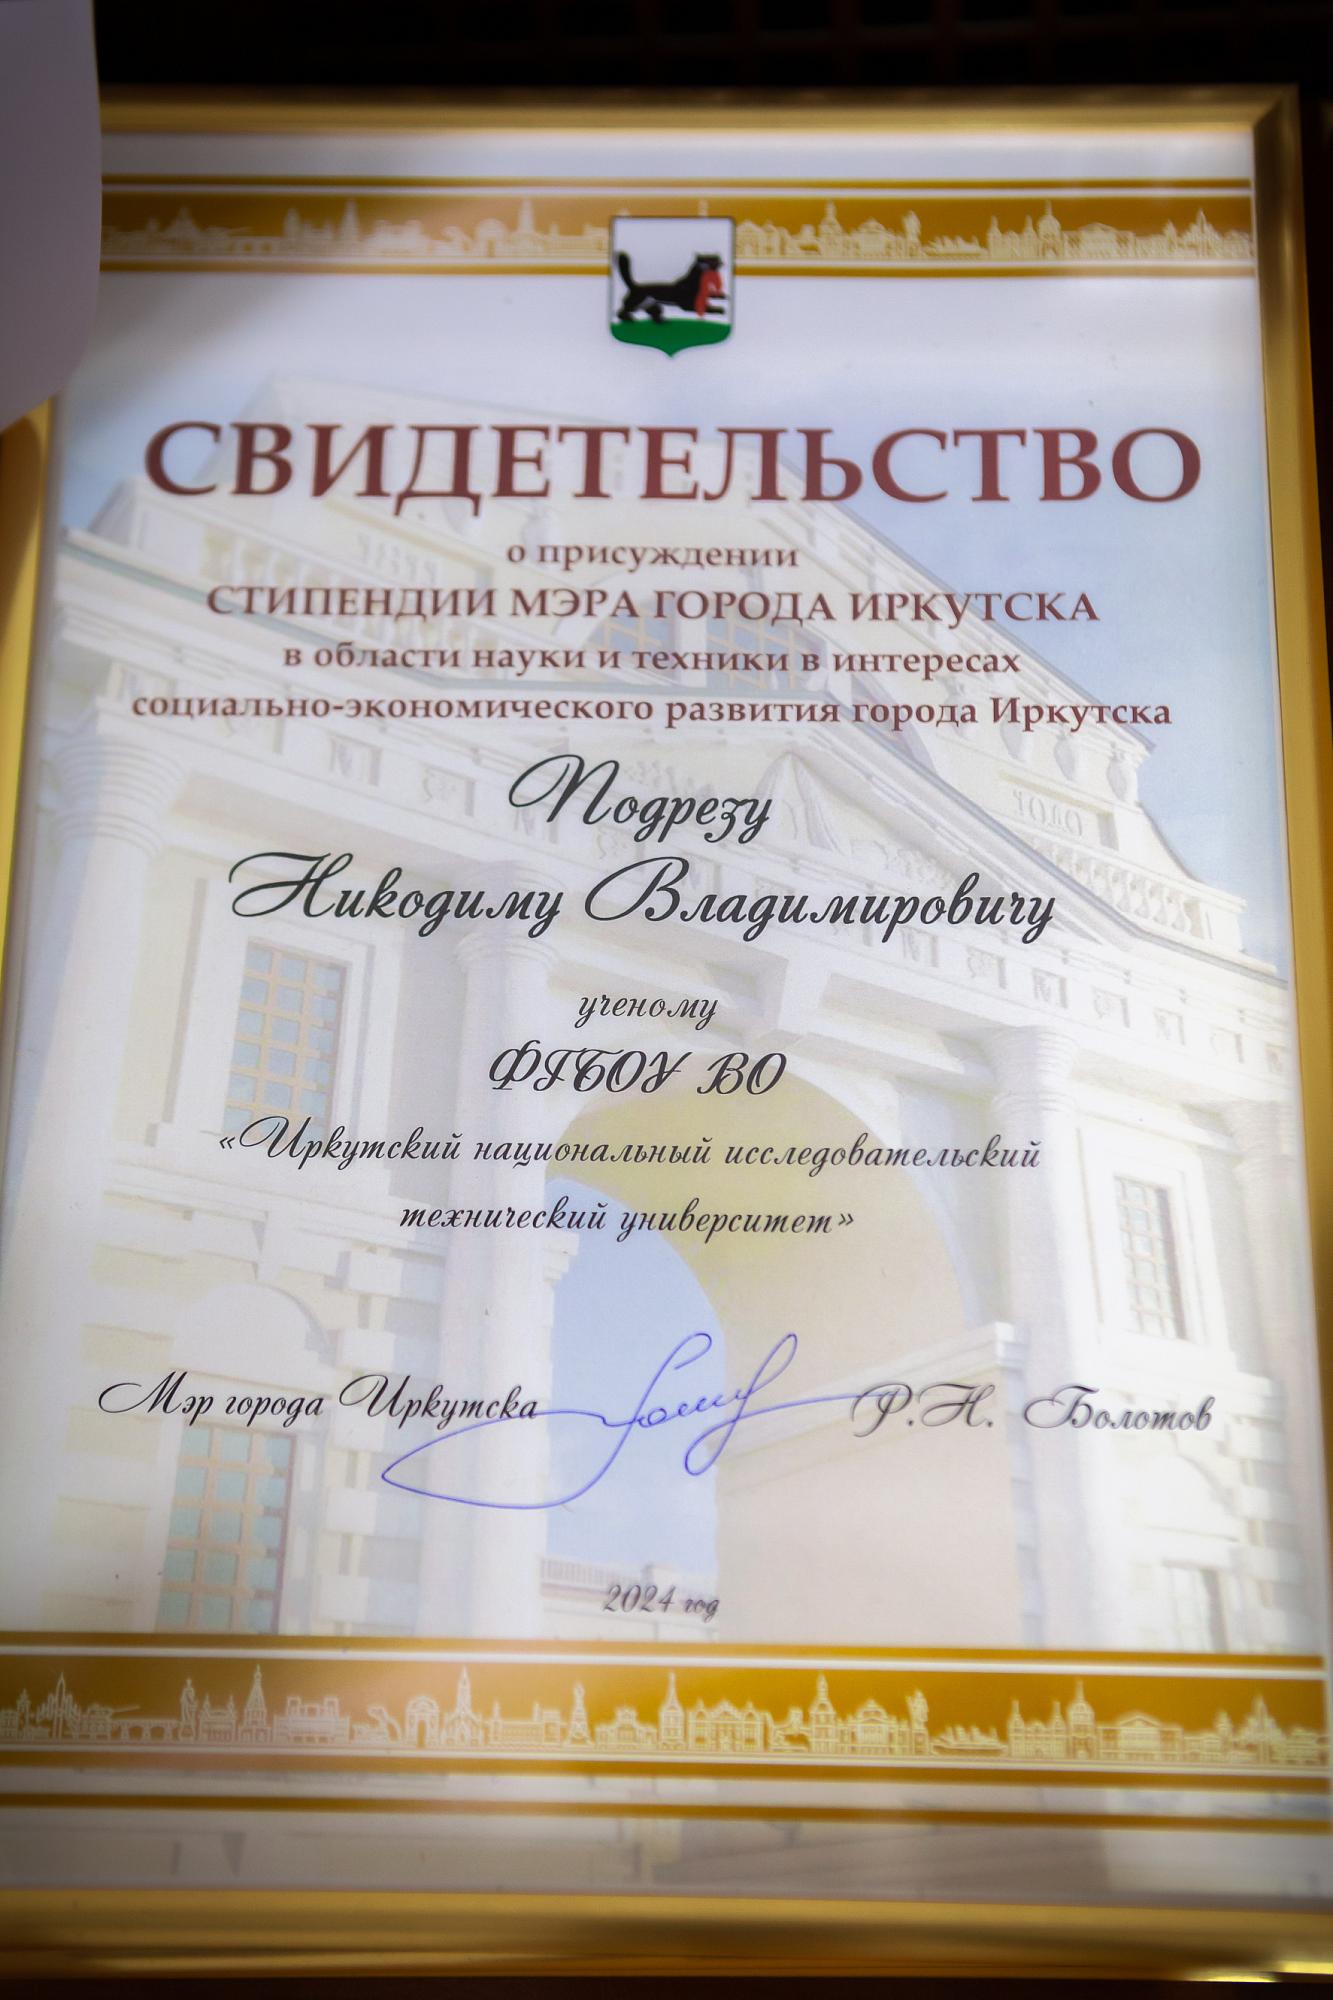 СВИДЕТЕЛЬСТВО
о присуждении
СТИПЕНДИИ МЭРА ГОРОДА ИРКУТСКА
в области науки и техники в интересах
социально-экономического развития города Иркутска
Подрезу
Никодиму Владимировичу
ученому
ФГБОУ ВО
«Иркутский национальный исследовательский
технический университет»
Мэр города Иркутска Р.Н. Болотов
2024 год